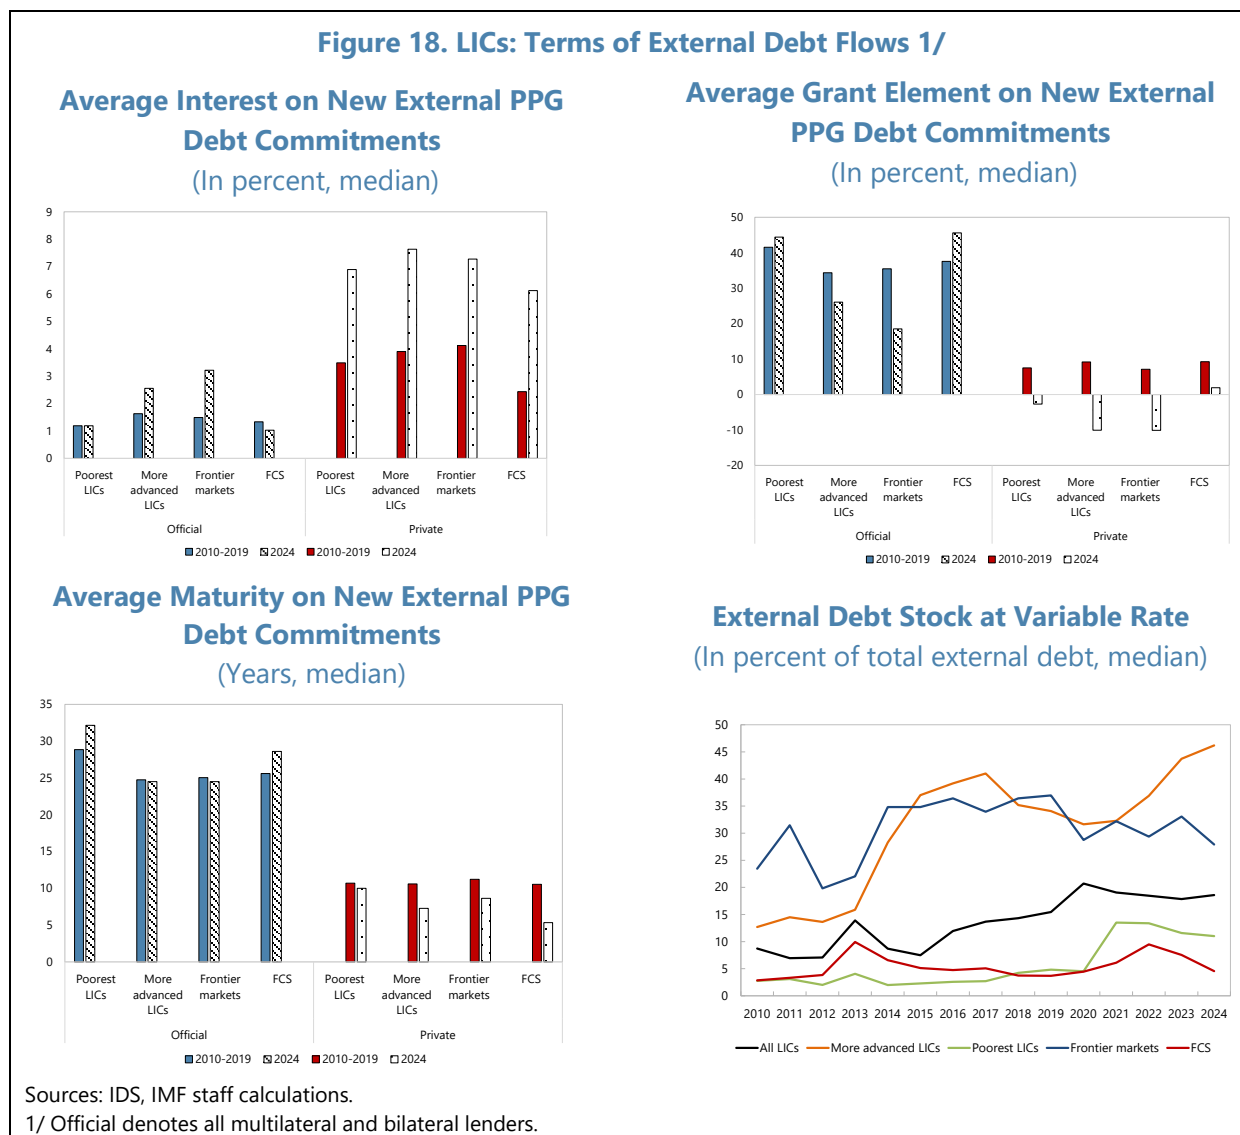 Figure 18. LICs: Terms of External Debt Flows 1/
Average Interest on New External PPG
Debt Commitments
(In percent, median)
9
8
7
6
5
4
3
2
1
0
Poorest LICs
More advanced LICs
Frontier markets
FCS
Poorest LICs
More advanced LICs
Frontier markets
FCS
Official
Private
2010-2019
2024
2010-2019
2024
Average Grant Element on New External
PPG Debt Commitments
(In percent, median)
50
40
30
20
10
0
-10
-20
Poorest LICs
More advanced LICs
Frontier markets
FCS
Poorest LICs
More advanced LICs
Frontier markets
FCS
Official
Private
2010-2019
2024
2010-2019
2024
Average Maturity on New External PPG
Debt Commitments
(Years, median)
35
30
25
20
15
10
5
0
Poorest LICs
More advanced LICs
Frontier markets
FCS
Poorest LICs
More advanced LICs
Frontier markets
FCS
Official
Private
2010-2019
2024
2010-2019
2024
External Debt Stock at Variable Rate
(In percent of total external debt, median)
50
45
40
35
30
25
20
15
10
5
0
2010 2011 2012 2013 2014 2015 2016 2017 2018 2019 2020 2021 2022 2023 2024
All LICs
More advanced LICs
Poorest LICs
Frontier markets
FCS
Sources: IDS, IMF staff calculations.
1/ Official denotes all multilateral and bilateral lenders.